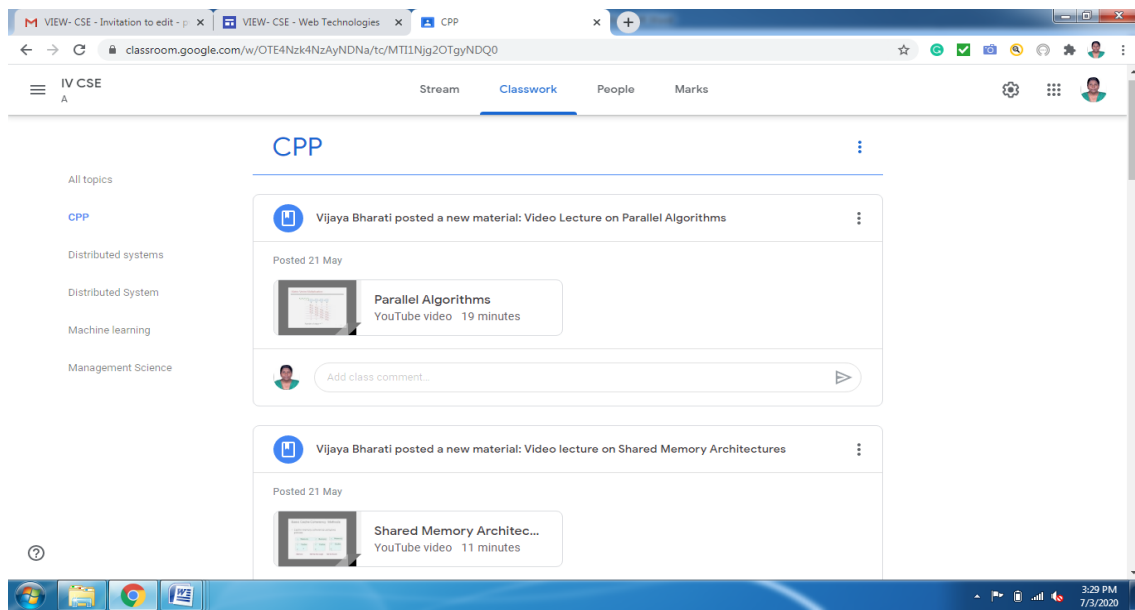 VIEW- CSE - Invitation to edit - p
VIEW- CSE - Web Technologies
CPP
classroom.google.com/w/OTE4Nzk4NzAyNDNa/tc/MTI1Njg2OTgyNDQ0
IV CSE
A
Stream
Classwork
People
Marks
CPP
All topics
CPP
Distributed systems
Distributed System
Machine learning
Management Science
Vijaya Bharati posted a new material: Video Lecture on Parallel Algorithms
Posted 21 May
Parallel Algorithms
YouTube video 19 minutes
Add class comment...
Vijaya Bharati posted a new material: Video lecture on Shared Memory Architectures
Posted 21 May
Shared Memory Architec...
YouTube video 11 minutes
3:29 PM
7/3/2020